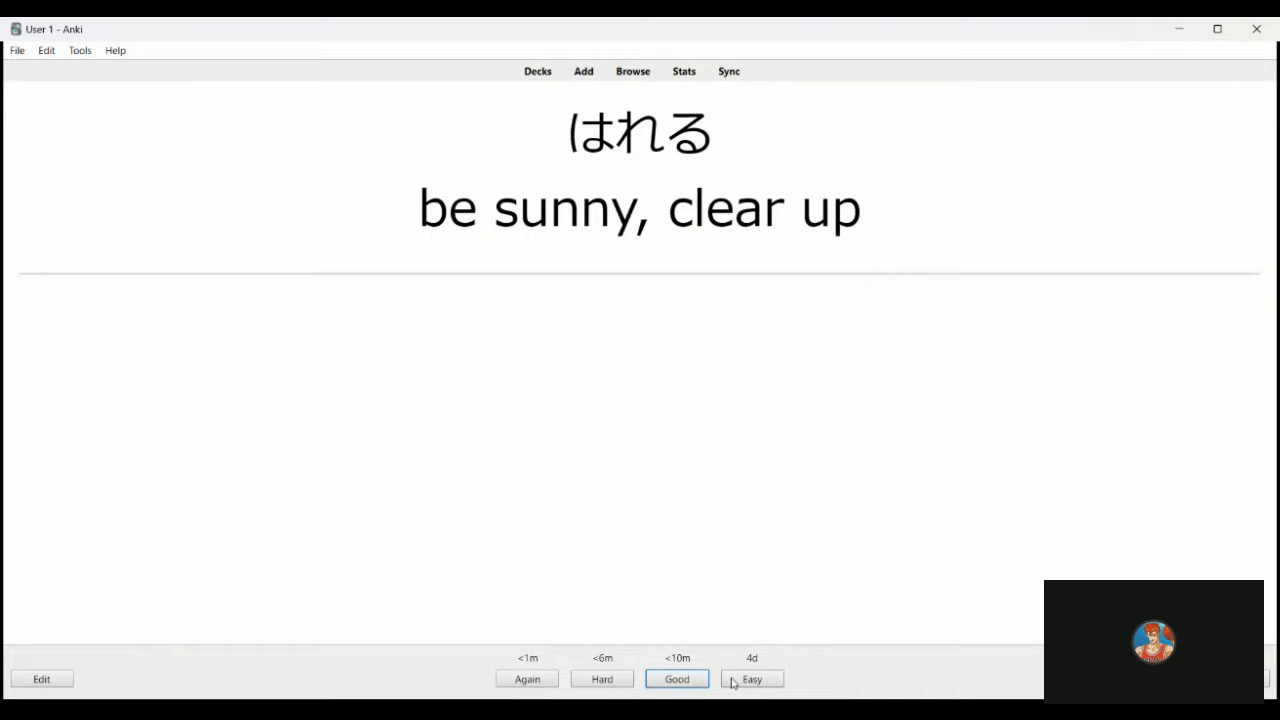 User 1 - Anki
File Edit Tools Help
Decks Add Browse Stats Sync
はれる
be sunny, clear up
<1m <6m <10m 4d
Edit Again Hard Good Easy